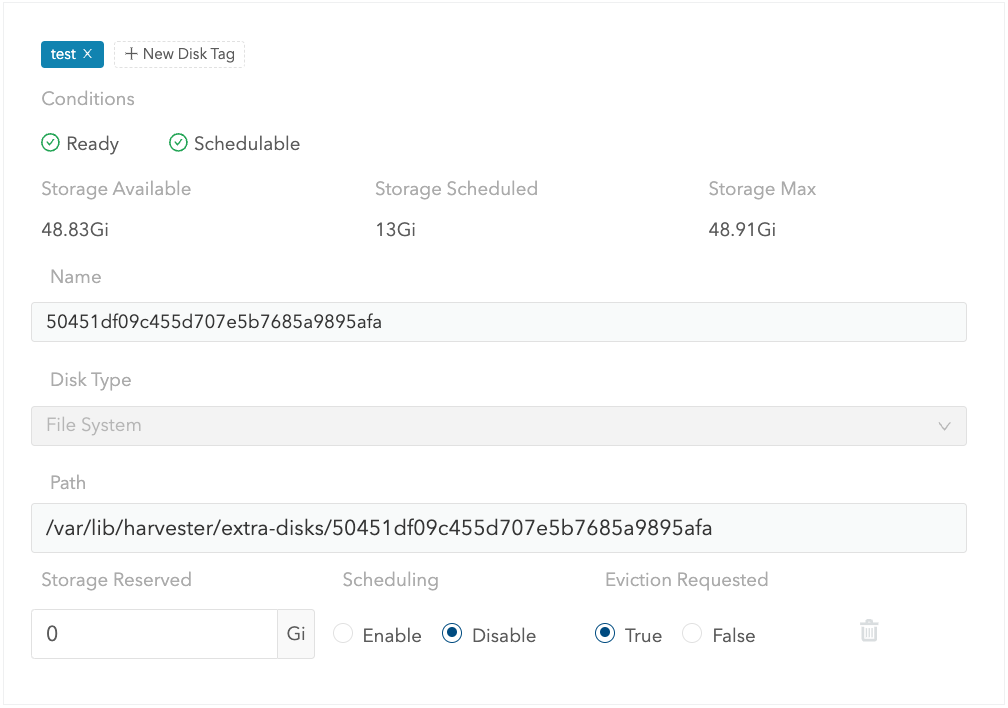 test × + New Disk Tag
Conditions
Ready Schedulable
Storage Available Storage Scheduled Storage Max
48.83Gi 13Gi 48.91Gi
Name
50451df09c455d707e5b7685a9895afa
Disk Type
File System
Path
/var/lib/harvester/extra-disks/50451df09c455d707e5b7685a9895afa
Storage Reserved Scheduling Eviction Requested
0 Gi Enable Disable True False